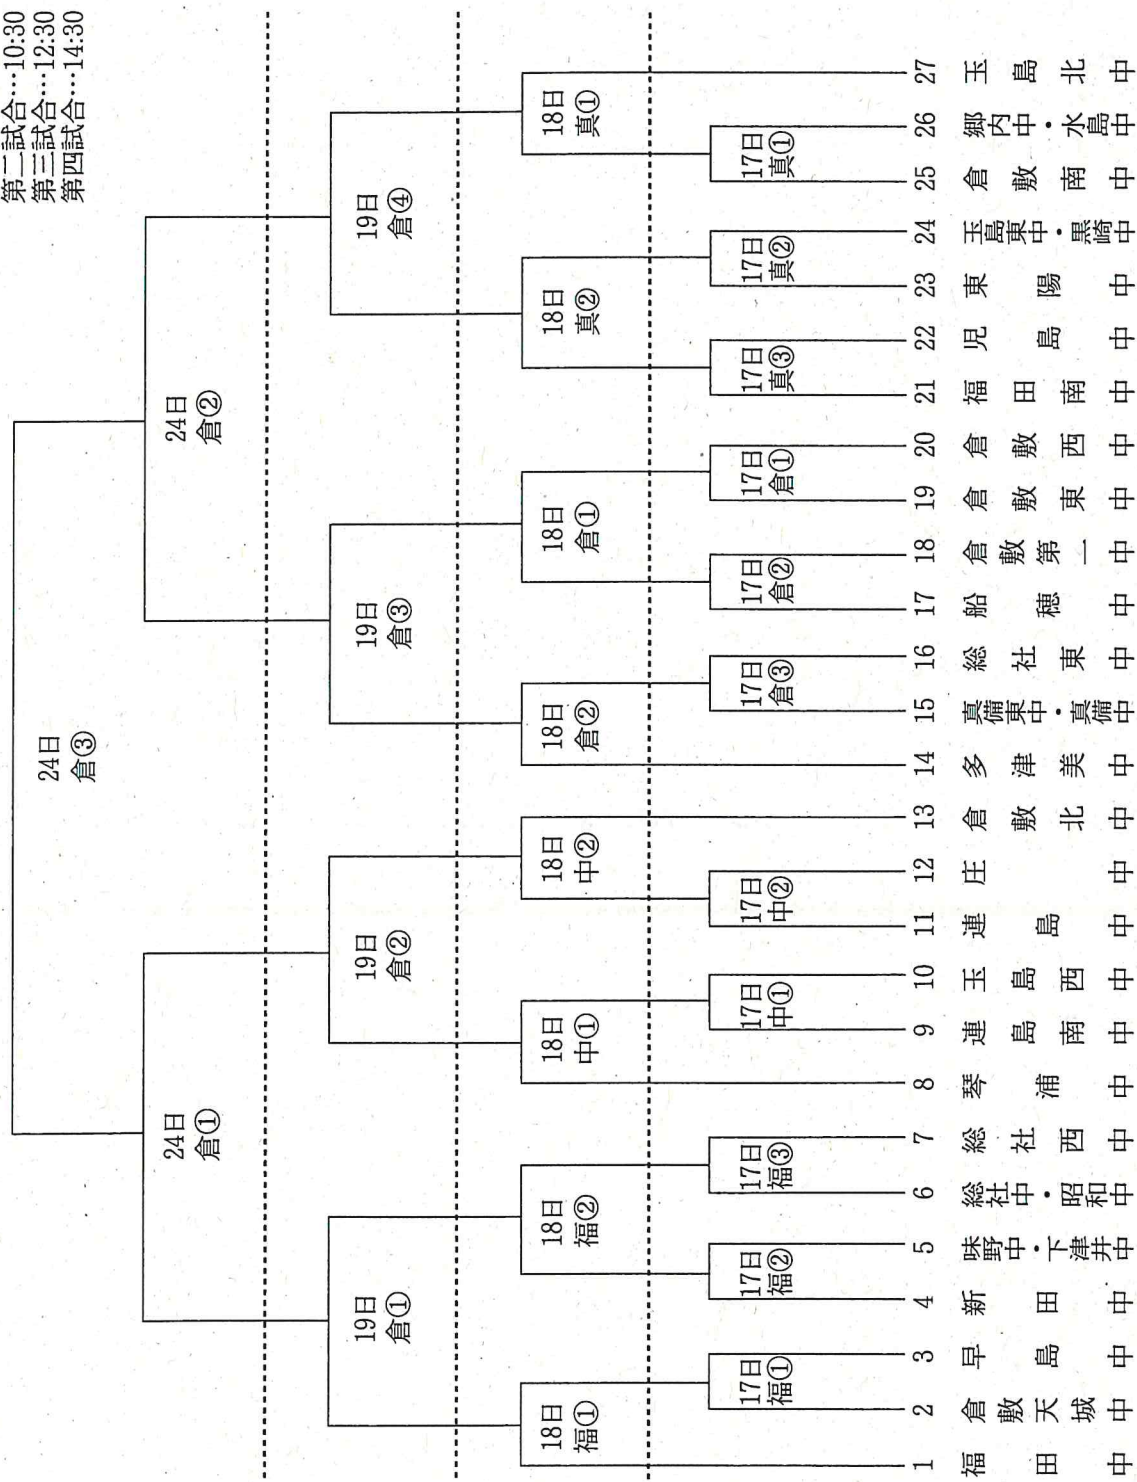 第二試合…10:30
第三試合…12:30
第四試合…14:30
24日
倉③
24日
倉①
24日
倉②
19日
倉①
19日
倉②
19日
倉③
19日
倉④
18日
福①
18日
福②
18日
中①
18日
中②
18日
倉②
18日
倉①
18日
真②
18日
真①
17日
福①
17日
福②
17日
福③
17日
中①
17日
中②
17日
倉③
17日
倉②
17日
倉①
17日
真③
17日
真②
17日
真①
1 福田中
2 倉敷天城中
3 早島中
4 新田中
5 味野中・下津井中
6 総社中・昭和中
7 総社西中
8 琴浦中
9 連島南中
10 玉島西中
11 連島中
12 庄中
13 倉敷北中
14 多津美中
15 真備東中・真備中
16 総社東中
17 船穂中
18 倉敷第一中
19 倉敷東中
20 倉敷西中
21 福田南中
22 児島中
23 東陽中
24 玉島東中・黒崎中
25 倉敷南中
26 郷内中・水島中
27 玉島北中